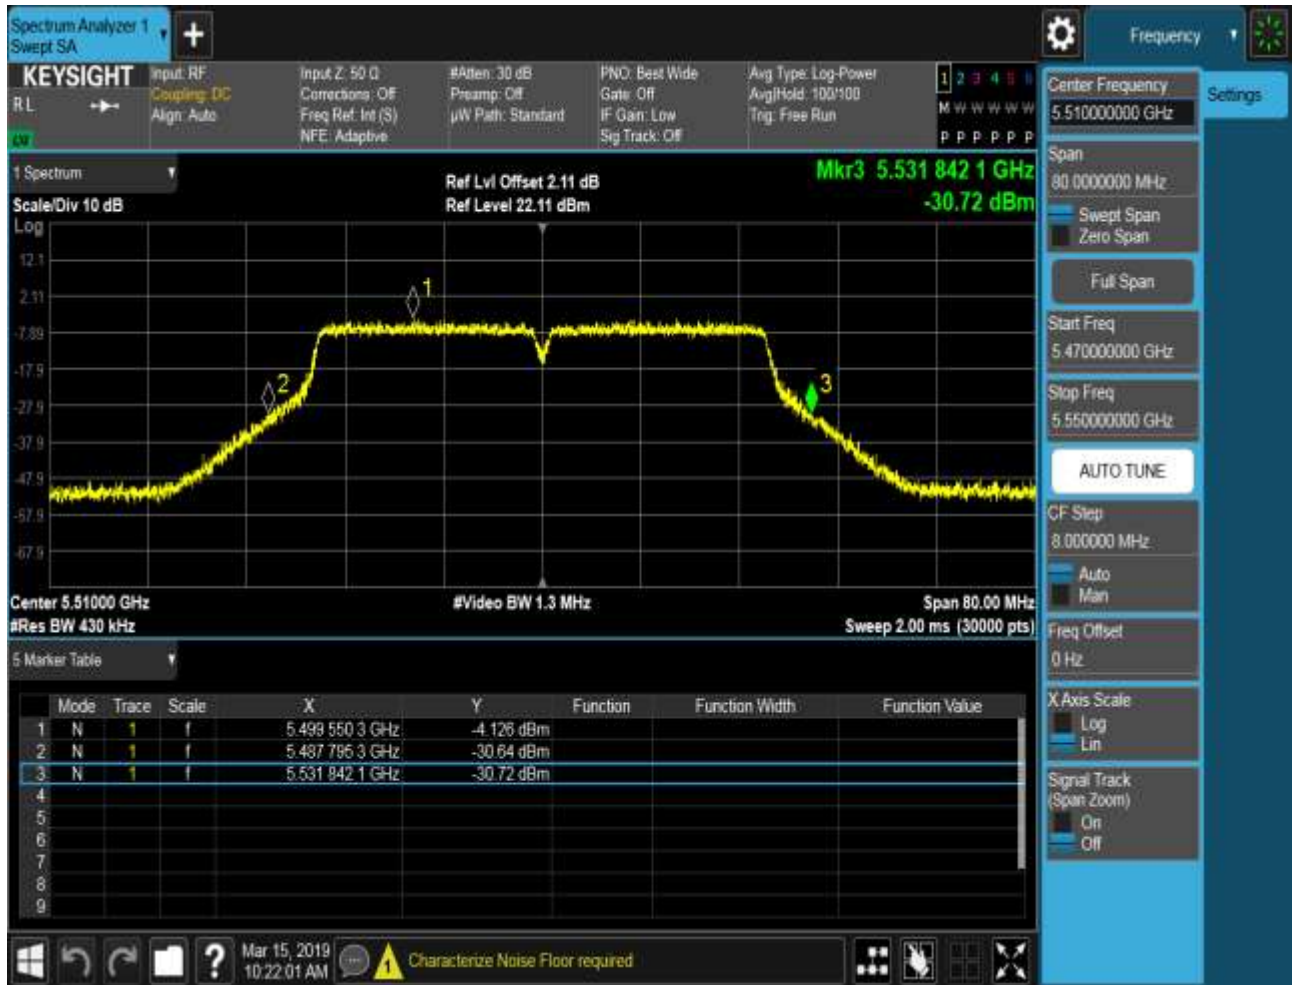 Spectrum Analyzer 1
Swept SA
Frequency
KEYSIGHT
RL
Input: RF
Coupling: DC
Align: Auto
Input Z: 50 Ω
Corrections: Off
Freq Ref: Int (S)
NFE: Adaptive
#Atten: 30 dB
Preamp: Off
µW Path: Standard
PNO: Best Wide
Gate: Off
IF Gain: Low
Sig Track: Off
Avg Type: Log-Power
Avg|Hold: 100/100
Trig: Free Run
1 2 3 4 5 6
M W W W W W
P P P P P P
1 Spectrum
Scale/Div 10 dB
Ref Lvl Offset 2.11 dB
Ref Level 22.11 dBm
Mkr3 5.531 842 1 GHz
-30.72 dBm
Log
12.1
2.11
-7.89
-17.9
-27.9
-37.9
-47.9
-57.9
-67.9
1
2
3
Center 5.51000 GHz
#Video BW 1.3 MHz
Span 80.00 MHz
#Res BW 430 kHz
Sweep 2.00 ms (30000 pts)
5 Marker Table
Mode Trace Scale X Y Function Function Width Function Value
1 N 1 f 5.499 550 3 GHz -4.126 dBm
2 N 1 f 5.487 795 3 GHz -30.64 dBm
3 N 1 f 5.531 842 1 GHz -30.72 dBm
4
5
6
7
8
9
Mar 15, 2019
10:22:01 AM
1
Characterize Noise Floor required
Center Frequency
5.510000000 GHz
Settings
Span
80.0000000 MHz
Swept Span
Zero Span
Full Span
Start Freq
5.470000000 GHz
Stop Freq
5.550000000 GHz
AUTO TUNE
CF Step
8.000000 MHz
Auto
Man
Freq Offset
0 Hz
X Axis Scale
Log
Lin
Signal Track
(Span Zoom)
On
Off